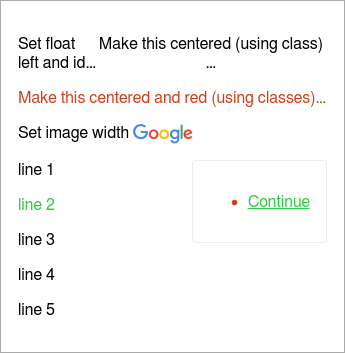 Set float
left and id...
Make this centered (using class)
...
Make this centered and red (using classes)...
Set image width Google
line 1
line 2
line 3
line 4
line 5
Continue